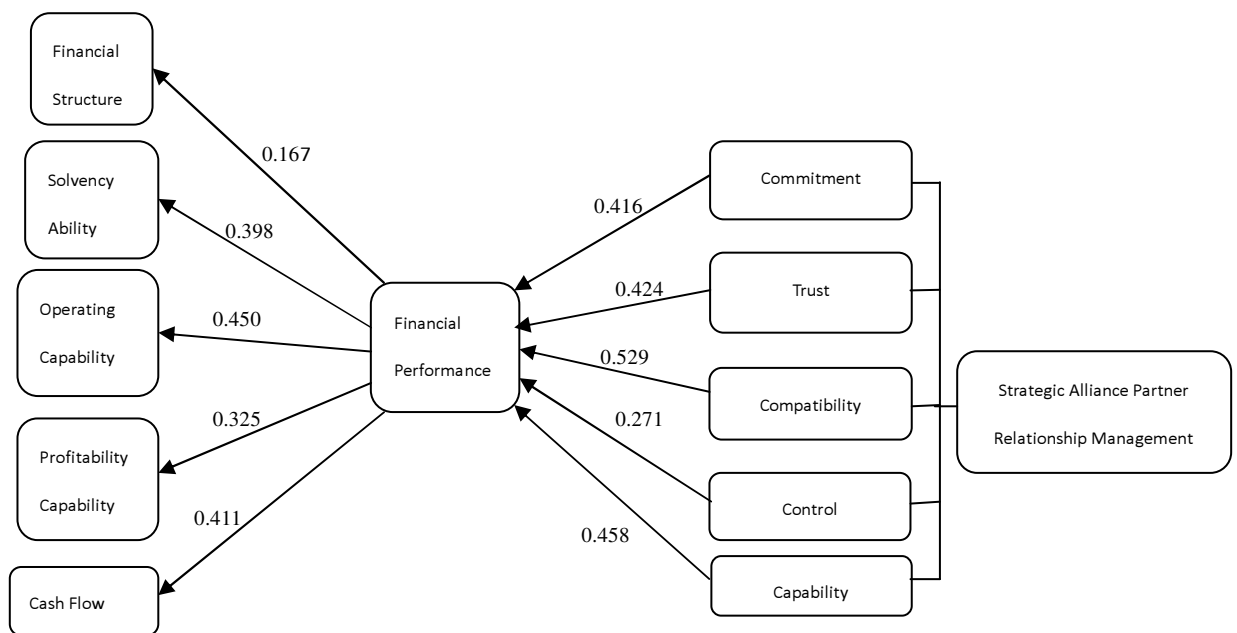 Financial
Structure
0.167
Solvency
Ability
0.398
Operating
Capability
0.450
Profitability
Capability
0.325
Cash Flow
0.411
Financial
Performance
0.416
0.424
0.529
0.271
0.458
Commitment
Trust
Compatibility
Control
Capability
Strategic Alliance Partner
Relationship Management